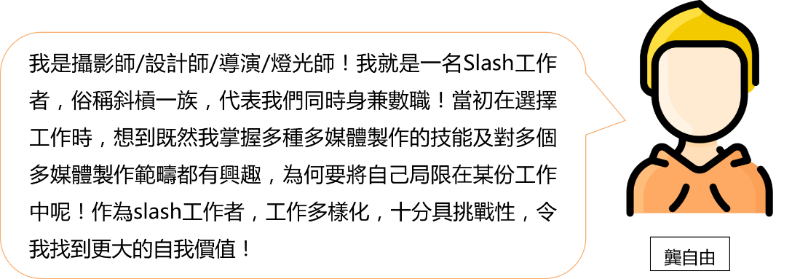 我是攝影師/設計師/導演/燈光師！我就是一名Slash工作
者，俗稱斜槓一族，代表我們同時身兼數職！當初在選擇
工作時，想到既然我掌握多種多媒體製作的技能及對多個
多媒體製作範疇都有興趣，為何要將自己局限在某份工作
中呢！作為slash工作者，工作多樣化，十分具挑戰性，令
我找到更大的自我價值！
龔自由